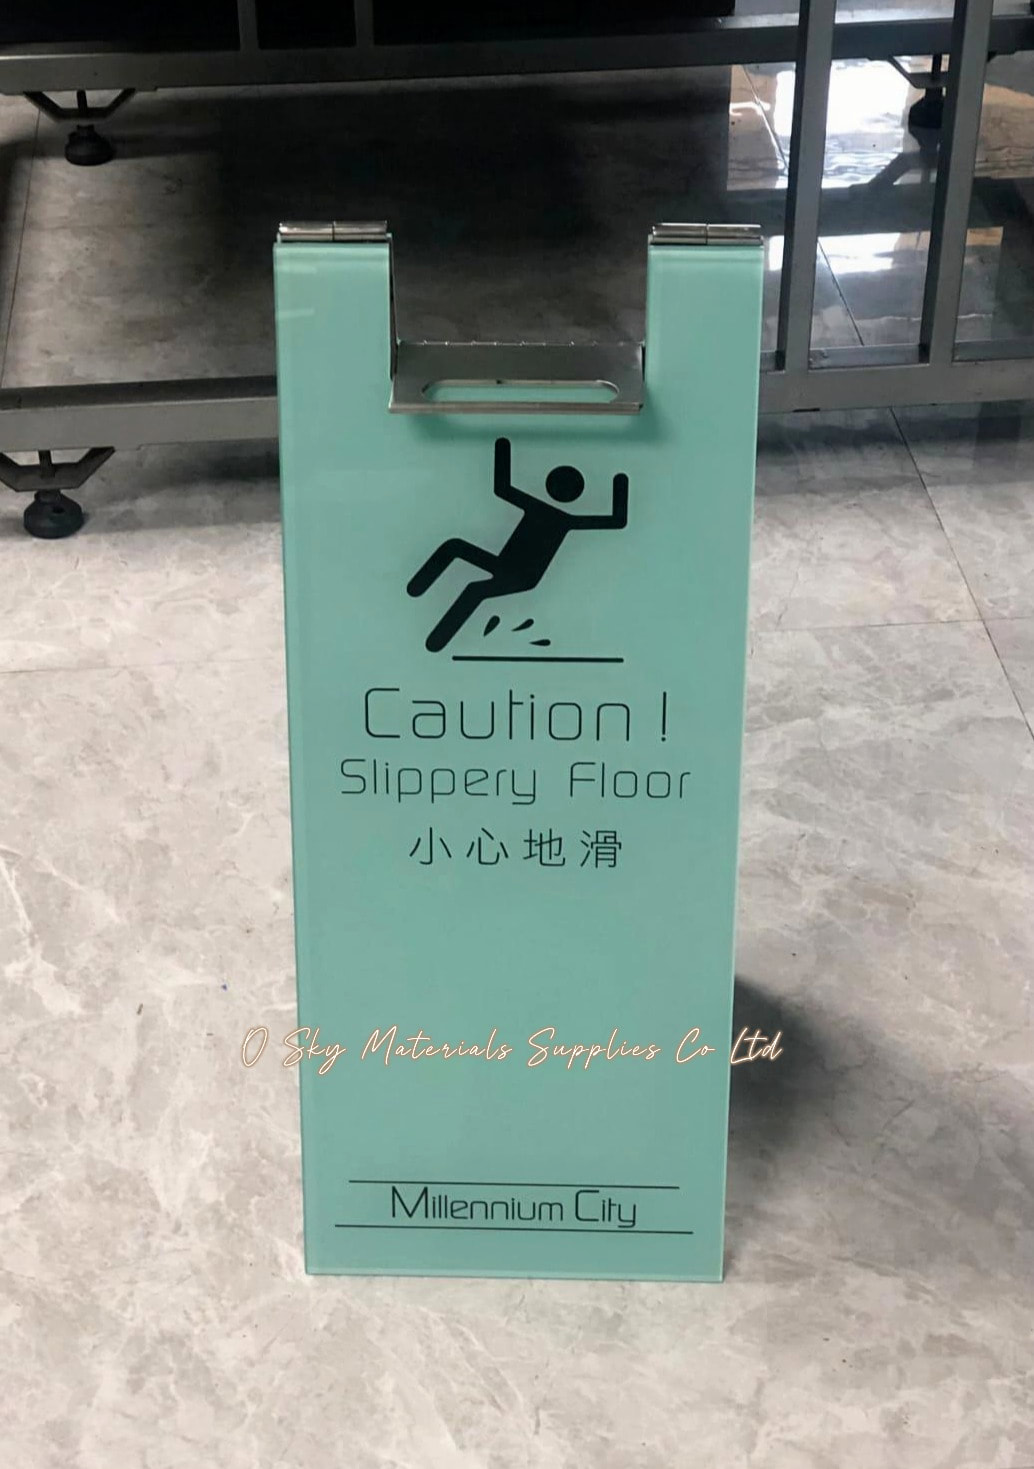 Caution !
Slippery Floor
小心地滑
O Sky Materials Supplies Co Ltd
Millennium City